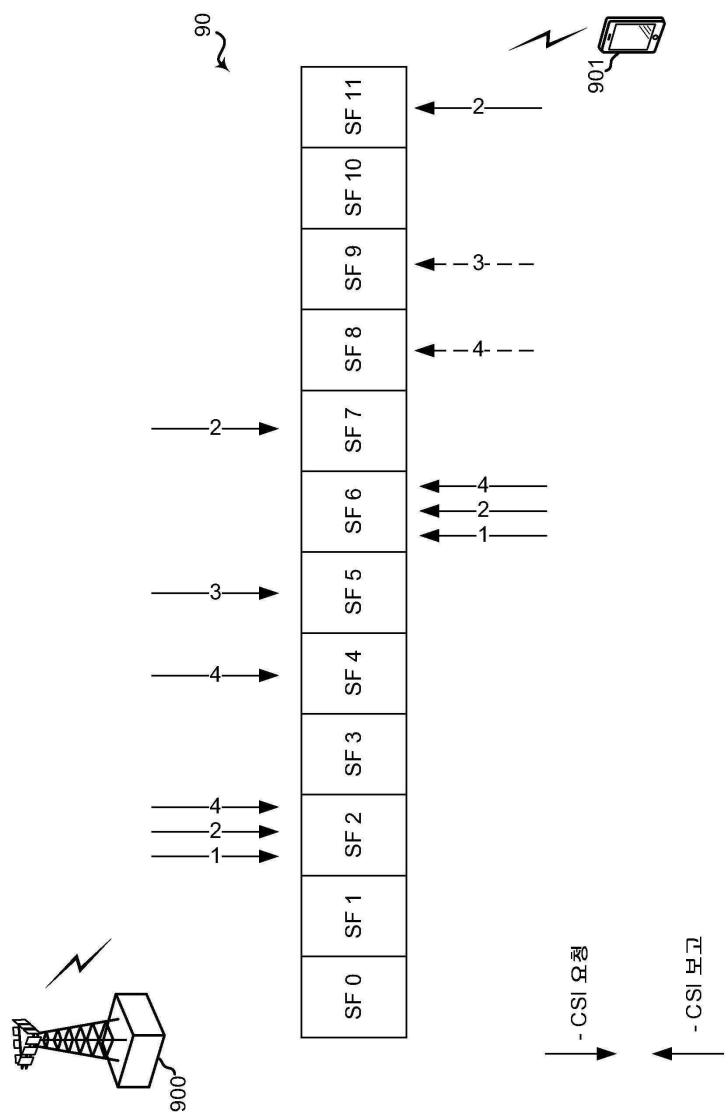 900
90
1
2
4
4
3
2
SF 0
SF 1
SF 2
SF 3
SF 4
SF 5
SF 6
SF 7
SF 8
SF 9
SF 10
SF 11
1
2
4
4
3
2
901
- CSI 요청
- CSI 보고